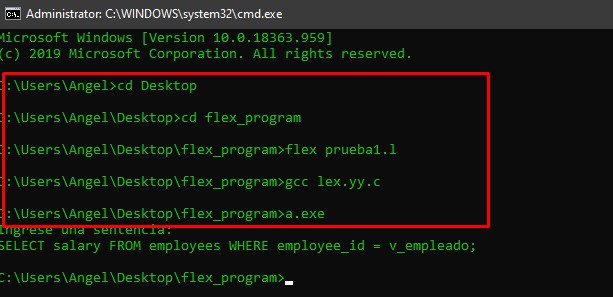 Administrator: C:\WINDOWS\system32\cmd.exe
Microsoft Windows [Version 10.0.18363.959]
(c) 2019 Microsoft Corporation. All rights reserved.
C:\Users\Angel>cd Desktop
C:\Users\Angel\Desktop>cd flex_program
C:\Users\Angel\Desktop\flex_program>flex prueba1.l
C:\Users\Angel\Desktop\flex_program>gcc lex.yy.c
C:\Users\Angel\Desktop\flex_program>a.exe
Ingrese una sentencia:
SELECT salary FROM employees WHERE employee_id = v_empleado;
C:\Users\Angel\Desktop\flex_program>